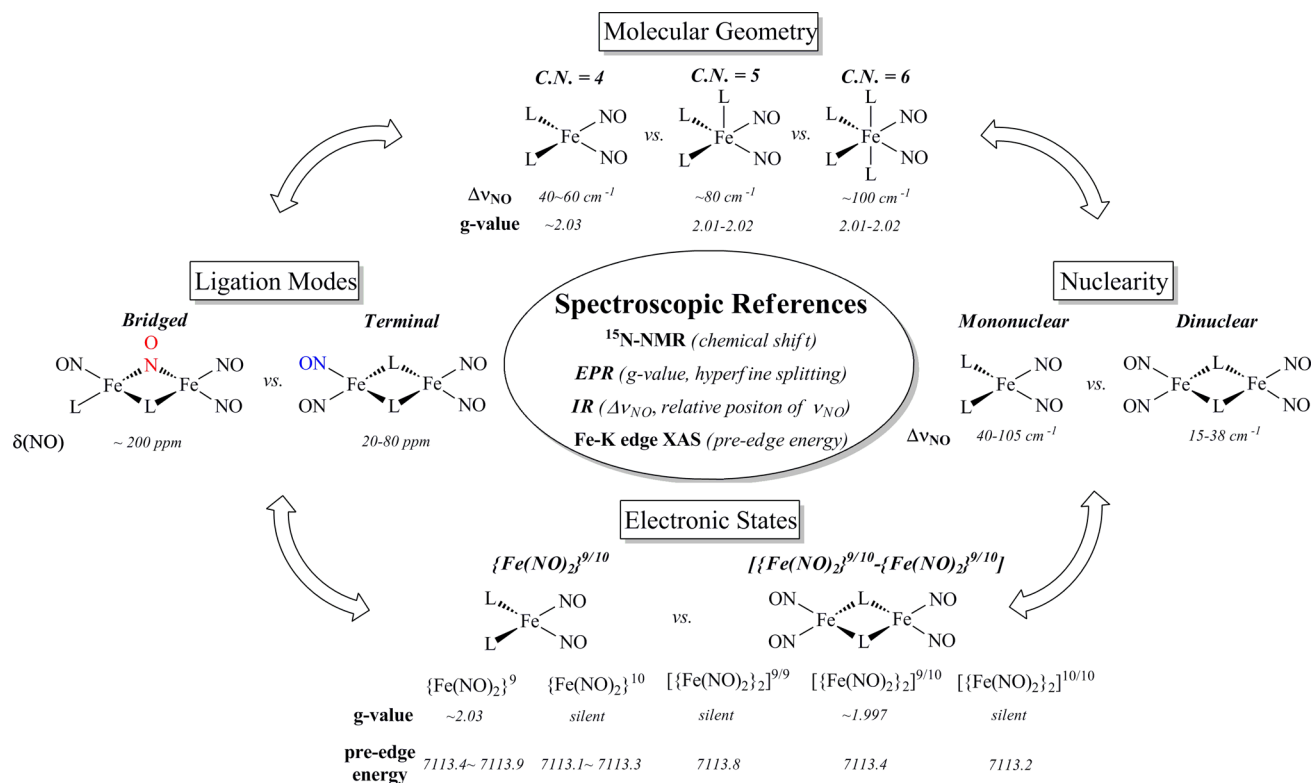 Molecular Geometry
C.N. = 4
C.N. = 5
C.N. = 6
L
L
Fe
NO
NO
vs.
L
L
L
Fe
NO
NO
vs.
L
L
L
L
Fe
NO
NO
ΔνNO 40~60 cm⁻¹ ~80 cm⁻¹ ~100 cm⁻¹
g-value ~2.03 2.01-2.02 2.01-2.02
Ligation Modes
Bridged
Terminal
O
N
ON
Fe
Fe
NO
NO
L
L
vs.
ON
ON
Fe
L
L
Fe
NO
NO
δ(NO) ~ 200 ppm 20-80 ppm
Spectroscopic References
¹⁵N-NMR (chemical shift)
EPR (g-value, hyperfine splitting)
IR (ΔνNO, relative positon of νNO)
Fe-K edge XAS (pre-edge energy)
Nuclearity
Mononuclear
Dinuclear
L
L
Fe
NO
NO
vs.
ON
ON
Fe
L
L
Fe
NO
NO
ΔνNO 40-105 cm⁻¹ 15-38 cm⁻¹
Electronic States
{Fe(NO)₂}⁹/¹⁰
[{Fe(NO)₂}⁹/¹⁰-{Fe(NO)₂}⁹/¹⁰]
L
L
Fe
NO
NO
vs.
ON
ON
Fe
L
L
Fe
NO
NO
{Fe(NO)₂}⁹ {Fe(NO)₂}¹⁰ [{Fe(NO)₂}₂]⁹/⁹ [{Fe(NO)₂}₂]⁹/¹⁰ [{Fe(NO)₂}₂]¹⁰/¹⁰
g-value ~2.03 silent silent ~1.997 silent
pre-edge
energy 7113.4~ 7113.9 7113.1~ 7113.3 7113.8 7113.4 7113.2